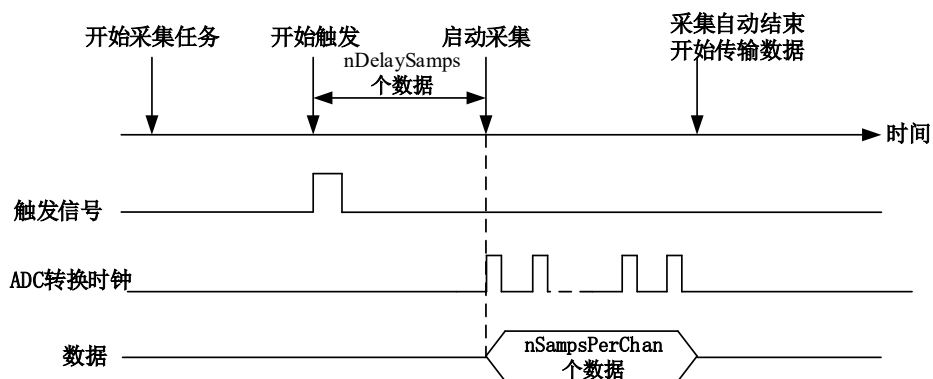 开始采集任务
开始触发
启动采集
采集自动结束
开始传输数据
nDelaySamps
个数据
时间
触发信号
ADC转换时钟
数据
nSampsPerChan
个数据